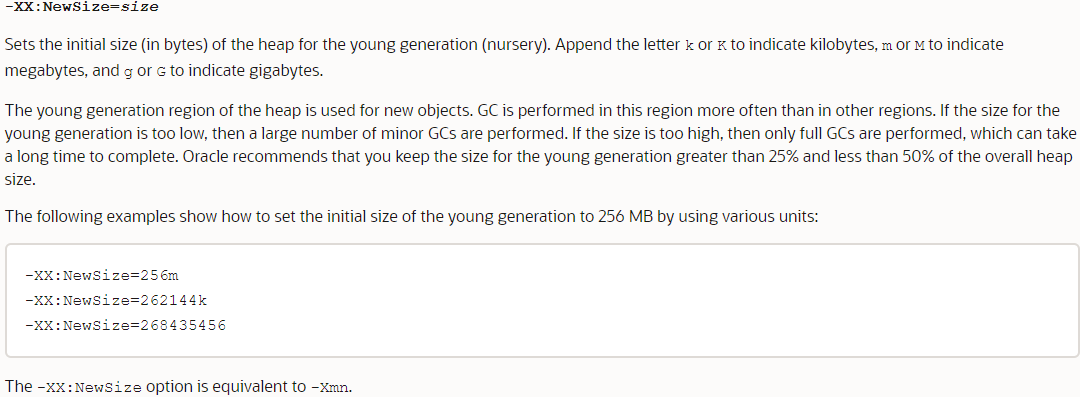 -XX:NewSize=size
Sets the initial size (in bytes) of the heap for the young generation (nursery). Append the letter k or K to indicate kilobytes, m or M to indicate
megabytes, and g or G to indicate gigabytes.
The young generation region of the heap is used for new objects. GC is performed in this region more often than in other regions. If the size for the
young generation is too low, then a large number of minor GCs are performed. If the size is too high, then only full GCs are performed, which can take
a long time to complete. Oracle recommends that you keep the size for the young generation greater than 25% and less than 50% of the overall heap
size.
The following examples show how to set the initial size of the young generation to 256 MB by using various units:
-XX:NewSize=256m
-XX:NewSize=262144k
-XX:NewSize=268435456
The -XX:NewSize option is equivalent to -Xmn.